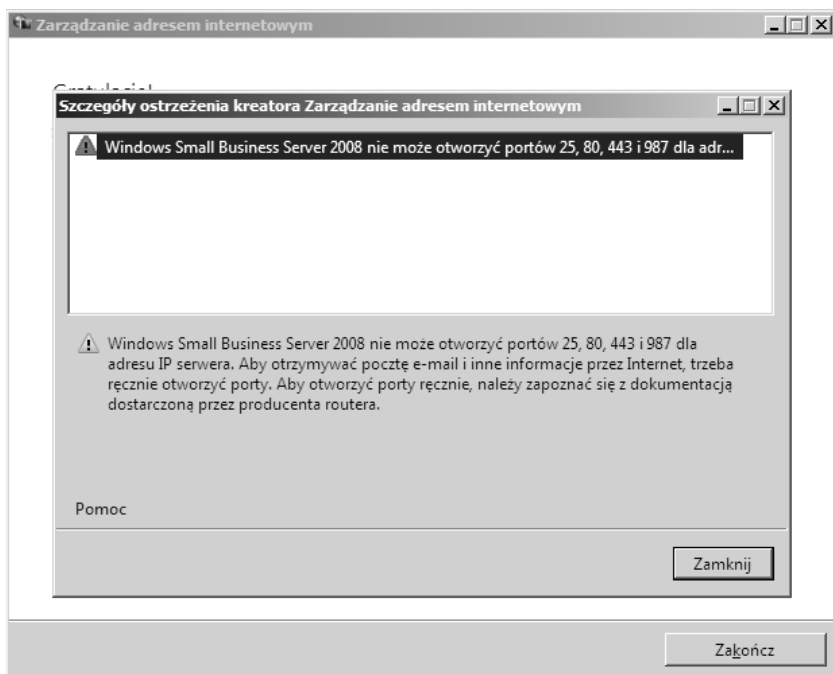 Zarządzanie adresem internetowym
Szczegóły ostrzeżenia kreatora Zarządzanie adresem internetowym
Windows Small Business Server 2008 nie może otworzyć portów 25, 80, 443 i 987 dla adr...
Windows Small Business Server 2008 nie może otworzyć portów 25, 80, 443 i 987 dla
adresu IP serwera. Aby otrzymywać pocztę e-mail i inne informacje przez Internet, trzeba
ręcznie otworzyć porty. Aby otworzyć porty ręcznie, należy zapoznać się z dokumentacją
dostarczoną przez producenta routera.
Pomoc
Zamknij
Zakończ